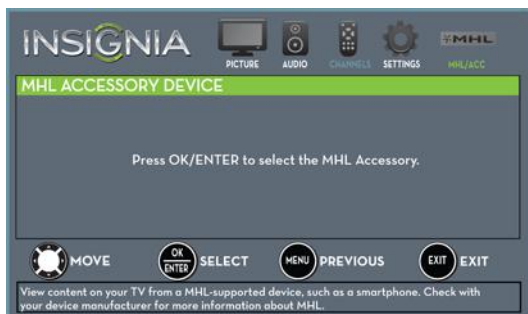 INSIGNIA
MHL
PICTURE AUDIO CHANNELS SETTINGS MHL/ACC
MHL ACCESSORY DEVICE
Press OK/ENTER to select the MHL Accessory.
MOVE OK ENTER SELECT MENU PREVIOUS EXIT EXIT
View content on your TV from a MHL-supported device, such as a smartphone. Check with
your device manufacturer for more information about MHL.